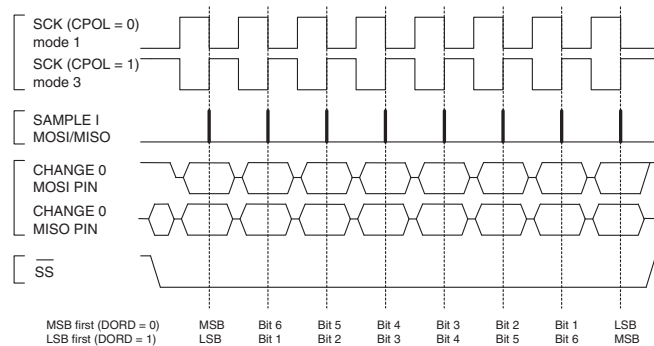 SCK (CPOL = 0)
mode 1
SCK (CPOL = 1)
mode 3
SAMPLE I
MOSI/MISO
CHANGE 0
MOSI PIN
CHANGE 0
MISO PIN
SS
MSB first (DORD = 0) MSB Bit 6 Bit 5 Bit 4 Bit 3 Bit 2 Bit 1 LSB
LSB first (DORD = 1) LSB Bit 1 Bit 2 Bit 3 Bit 4 Bit 5 Bit 6 MSB